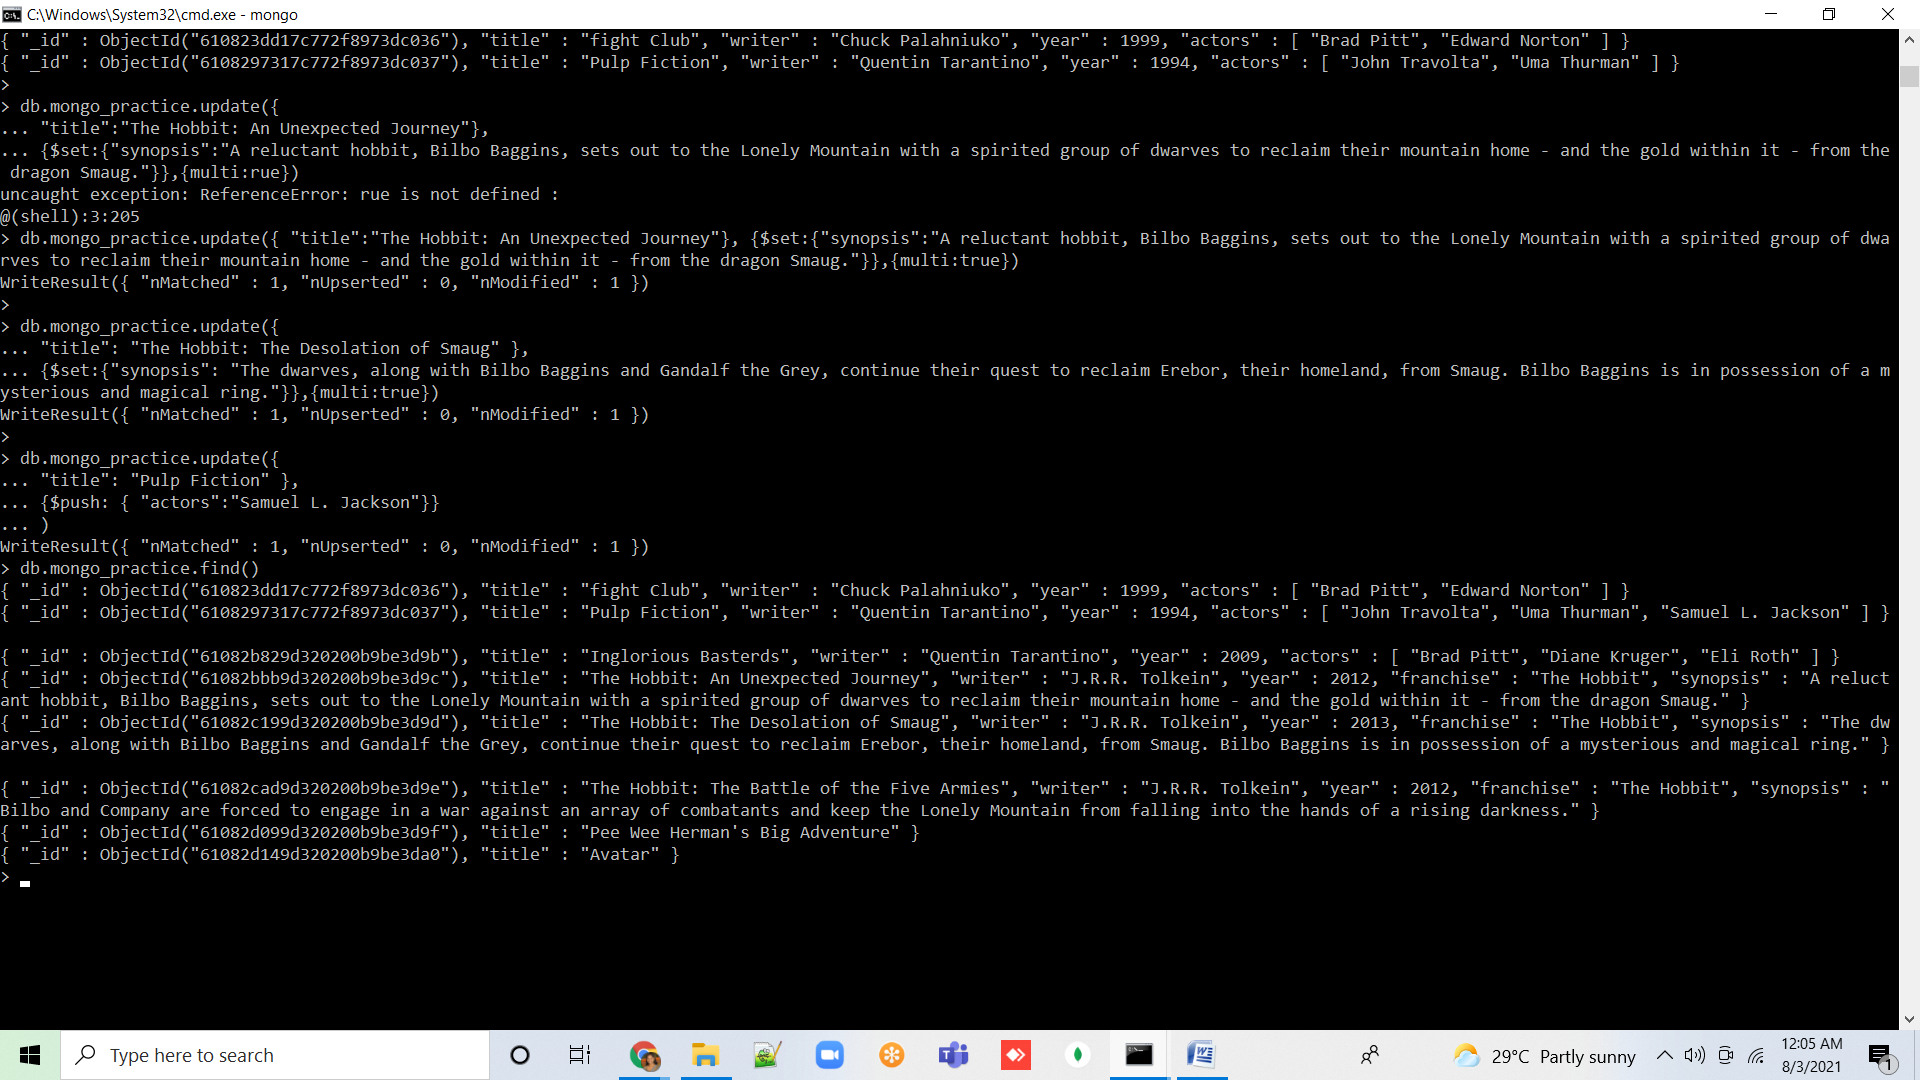 C:\Windows\System32\cmd.exe - mongo
{ "_id" : ObjectId("610823dd17c772f8973dc036"), "title" : "fight Club", "writer" : "Chuck Palahniuko", "year" : 1999, "actors" : [ "Brad Pitt", "Edward Norton" ] }
{ "_id" : ObjectId("6108297317c772f8973dc037"), "title" : "Pulp Fiction", "writer" : "Quentin Tarantino", "year" : 1994, "actors" : [ "John Travolta", "Uma Thurman" ] }
>
> db.mongo_practice.update({
... "title":"The Hobbit: An Unexpected Journey"},
... {$set:{"synopsis":"A reluctant hobbit, Bilbo Baggins, sets out to the Lonely Mountain with a spirited group of dwarves to reclaim their mountain home - and the gold within it - from the
 dragon Smaug."}},{multi:rue})
uncaught exception: ReferenceError: rue is not defined :
@(shell):3:205
> db.mongo_practice.update({ "title":"The Hobbit: An Unexpected Journey"}, {$set:{"synopsis":"A reluctant hobbit, Bilbo Baggins, sets out to the Lonely Mountain with a spirited group of dwa
rves to reclaim their mountain home - and the gold within it - from the dragon Smaug."}},{multi:true})
WriteResult({ "nMatched" : 1, "nUpserted" : 0, "nModified" : 1 })
>
> db.mongo_practice.update({
... "title": "The Hobbit: The Desolation of Smaug" },
... {$set:{"synopsis": "The dwarves, along with Bilbo Baggins and Gandalf the Grey, continue their quest to reclaim Erebor, their homeland, from Smaug. Bilbo Baggins is in possession of a m
ysterious and magical ring."}},{multi:true})
WriteResult({ "nMatched" : 1, "nUpserted" : 0, "nModified" : 1 })
>
> db.mongo_practice.update({
... "title": "Pulp Fiction" },
... {$push: { "actors":"Samuel L. Jackson"}}
... )
WriteResult({ "nMatched" : 1, "nUpserted" : 0, "nModified" : 1 })
> db.mongo_practice.find()
{ "_id" : ObjectId("610823dd17c772f8973dc036"), "title" : "fight Club", "writer" : "Chuck Palahniuko", "year" : 1999, "actors" : [ "Brad Pitt", "Edward Norton" ] }
{ "_id" : ObjectId("6108297317c772f8973dc037"), "title" : "Pulp Fiction", "writer" : "Quentin Tarantino", "year" : 1994, "actors" : [ "John Travolta", "Uma Thurman", "Samuel L. Jackson" ] }
{ "_id" : ObjectId("61082b829d320200b9be3d9b"), "title" : "Inglorious Basterds", "writer" : "Quentin Tarantino", "year" : 2009, "actors" : [ "Brad Pitt", "Diane Kruger", "Eli Roth" ] }
{ "_id" : ObjectId("61082bbb9d320200b9be3d9c"), "title" : "The Hobbit: An Unexpected Journey", "writer" : "J.R.R. Tolkein", "year" : 2012, "franchise" : "The Hobbit", "synopsis" : "A reluct
ant hobbit, Bilbo Baggins, sets out to the Lonely Mountain with a spirited group of dwarves to reclaim their mountain home - and the gold within it - from the dragon Smaug." }
{ "_id" : ObjectId("61082c199d320200b9be3d9d"), "title" : "The Hobbit: The Desolation of Smaug", "writer" : "J.R.R. Tolkein", "year" : 2013, "franchise" : "The Hobbit", "synopsis" : "The dw
arves, along with Bilbo Baggins and Gandalf the Grey, continue their quest to reclaim Erebor, their homeland, from Smaug. Bilbo Baggins is in possession of a mysterious and magical ring." }
{ "_id" : ObjectId("61082cad9d320200b9be3d9e"), "title" : "The Hobbit: The Battle of the Five Armies", "writer" : "J.R.R. Tolkein", "year" : 2012, "franchise" : "The Hobbit", "synopsis" : "
Bilbo and Company are forced to engage in a war against an array of combatants and keep the Lonely Mountain from falling into the hands of a rising darkness." }
{ "_id" : ObjectId("61082d099d320200b9be3d9f"), "title" : "Pee Wee Herman's Big Adventure" }
{ "_id" : ObjectId("61082d149d320200b9be3da0"), "title" : "Avatar" }
>
Type here to search
29°C Partly sunny
12:05 AM
8/3/2021
1